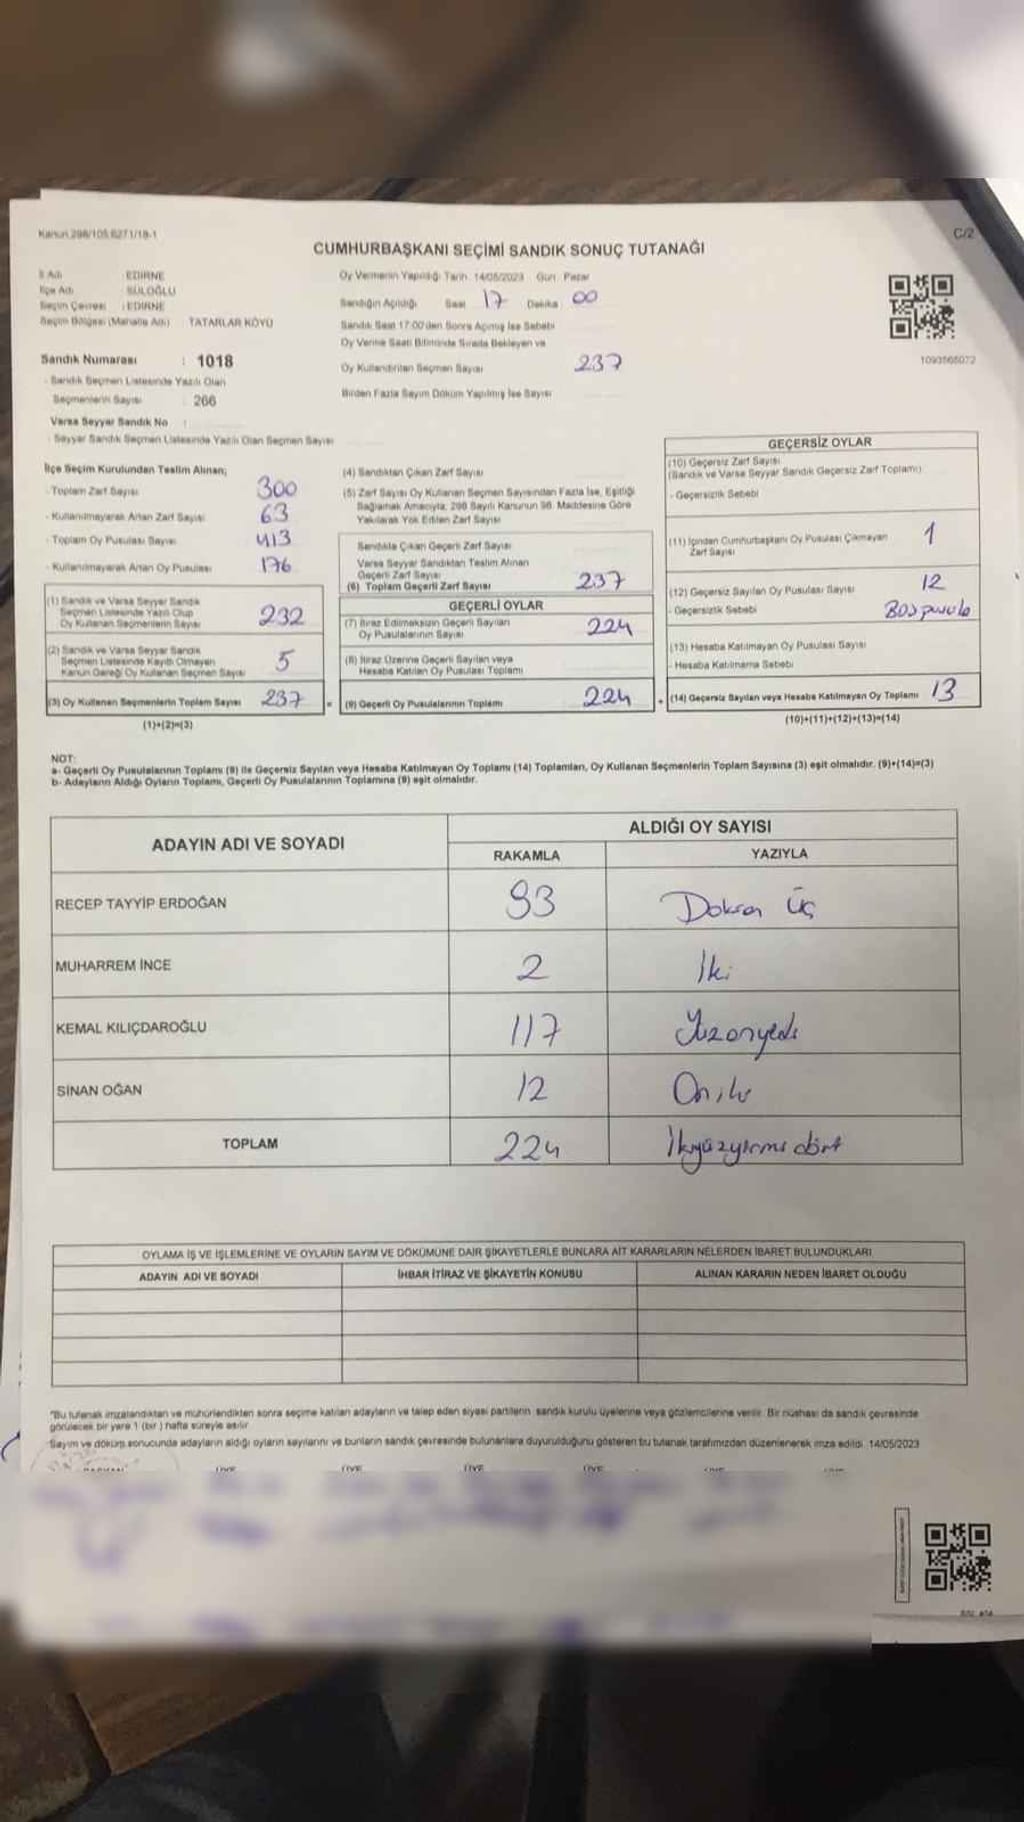 Kanun 298/105,6271/18-1
C/2
CUMHURBAŞKANI SEÇİMİ SANDIK SONUÇ TUTANAĞI
İl Adı EDİRNE
İlçe Adı SÜLOĞLU
Seçim Çevresi : EDİRNE
Seçim Bölgesi (Mahalle Adı) TATARLAR KÖYÜ
Oy Vermenin Yapıldığı Tarih 14/05/2023 Gün: Pazar
Sandığın Açıldığı Saat 17 Dakika 00
Sandık Saat 17:00'den Sonra Açılmış İse Sebebi
Oy Verme Saati Bitiminde Sırada Bekleyen ve
Oy Kullandırılan Seçmen Sayısı 237
Birden Fazla Sayım Döküm Yapılmış İse Sayısı
1093565072
Sandık Numarası : 1018
- Sandık Seçmen Listesinde Yazılı Olan
Seçmenlerin Sayısı : 266
Varsa Seyyar Sandık No :
- Seyyar Sandık Seçmen Listesinde Yazılı Olan Seçmen Sayısı
İlçe Seçim Kurulundan Teslim Alınan;
- Toplam Zarf Sayısı 300
- Kullanılmayarak Artan Zarf Sayısı 63
- Toplam Oy Pusulası Sayısı 413
- Kullanılmayarak Artan Oy Pusulası 176
(1) Sandık ve Varsa Seyyar Sandık
Seçmen Listesinde Yazılı Olup
Oy Kullanan Seçmenlerin Sayısı 232
(2) Sandık ve Varsa Seyyar Sandık
Seçmen Listesinde Kayıtlı Olmayan
Kanun Gereği Oy Kullanan Seçmen Sayısı 5
(3) Oy Kullanan Seçmenlerin Toplam Sayısı 237 =
(1)+(2)=(3)
(4) Sandıktan Çıkan Zarf Sayısı
(5) Zarf Sayısı Oy Kullanan Seçmen Sayısından Fazla İse, Eşitliği
Sağlamak Amacıyla, 298 Sayılı Kanunun 98. Maddesine Göre
Yakılarak Yok Edilen Zarf Sayısı
Sandıkta Çıkan Geçerli Zarf Sayısı
Varsa Seyyar Sandıktan Teslim Alınan
Geçerli Zarf Sayısı
(6) Toplam Geçerli Zarf Sayısı 237
GEÇERLİ OYLAR
(7) İtiraz Edilmeksizin Geçerli Sayılan
Oy Pusulalarının Sayısı 224
(8) İtiraz Üzerine Geçerli Sayılan veya
Hesaba Katılan Oy Pusulası Toplamı
(9) Geçerli Oy Pusulalarının Toplamı 224 +
GEÇERSİZ OYLAR
(10) Geçersiz Zarf Sayısı
(Sandık ve Varsa Seyyar Sandık Geçersiz Zarf Toplamı)
- Geçersizlik Sebebi
(11) İçinden Cumhurbaşkanı Oy Pusulası Çıkmayan
Zarf Sayısı 1
(12) Geçersiz Sayılan Oy Pusulası Sayısı 12
- Geçersizlik Sebebi Boş pusula
(13) Hesaba Katılmayan Oy Pusulası Sayısı
- Hesaba Katılmama Sebebi
(14) Geçersiz Sayılan veya Hesaba Katılmayan Oy Toplamı 13
(10)+(11)+(12)+(13)=(14)
NOT:
a- Geçerli Oy Pusulalarının Toplamı (9) ile Geçersiz Sayılan veya Hesaba Katılmayan Oy Toplamı (14) Toplamları, Oy Kullanan Seçmenlerin Toplam Sayısına (3) eşit olmalıdır. (9)+(14)=(3)
b- Adayların Aldığı Oyların Toplamı, Geçerli Oy Pusulalarının Toplamına (9) eşit olmalıdır.
ADAYIN ADI VE SOYADI ALDIĞI OY SAYISI
RAKAMLA YAZIYLA
RECEP TAYYİP ERDOĞAN 93 Doksan üç
MUHARREM İNCE 2 İki
KEMAL KILIÇDAROĞLU 117 Yüzonyedi
SİNAN OĞAN 12 Oniki
TOPLAM 224 İkiyüzyirmi dört
OYLAMA İŞ VE İŞLEMLERİNE VE OYLARIN SAYIM VE DÖKÜMÜNE DAİR ŞİKAYETLERLE BUNLARA AİT KARARLARIN NELERDEN İBARET BULUNDUKLARI
ADAYIN ADI VE SOYADI İHBAR İTİRAZ VE ŞİKAYETİN KONUSU ALINAN KARARIN NEDEN İBARET OLDUĞU
*Bu tutanak imzalandıktan ve mühürlendikten sonra seçime katılan adayların ve talep eden siyasi partilerin sandık kurulu üyelerine veya gözlemcilerine verilir. Bir nüshası da sandık çevresinde
görülecek bir yere 1 (bir) hafta süreyle asılır.
Sayım ve döküm sonucunda adayların aldığı oyların sayılarını ve bunların sandık çevresinde bulunanlara duyurulduğunu gösteren bu tutanak tarafımızdan düzenlenerek imza edildi. 14/05/2023